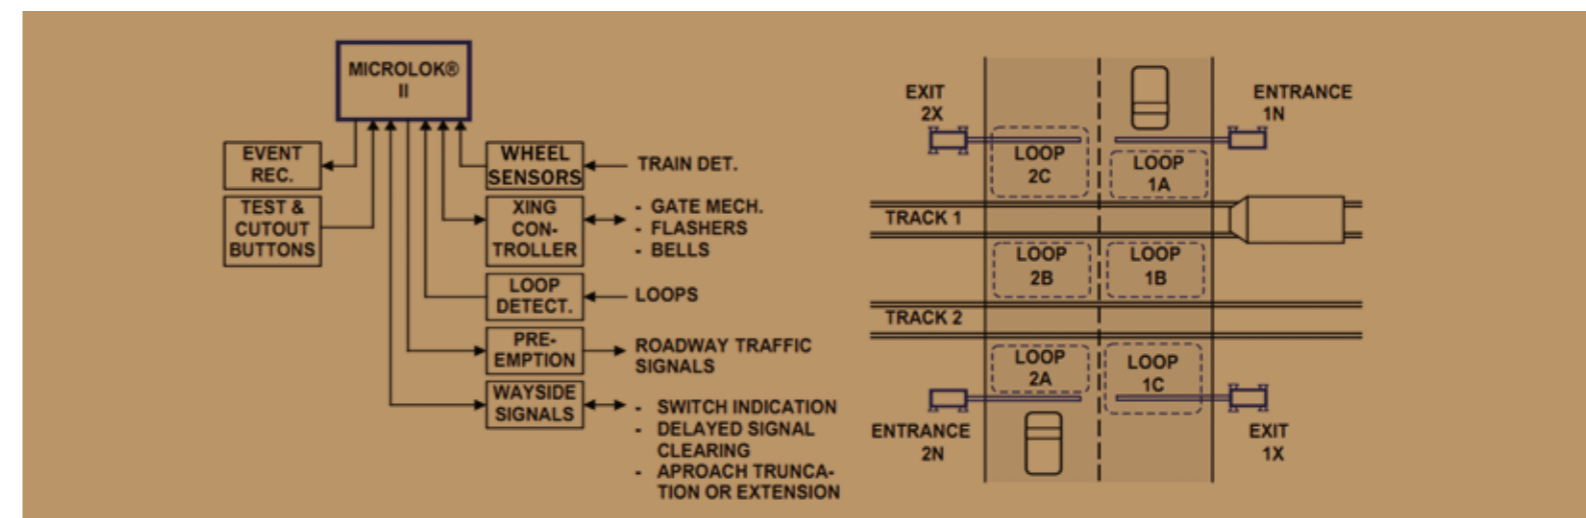 MICROLOK®
II
EVENT
REC.
TEST &
CUTOUT
BUTTONS
WHEEL
SENSORS
TRAIN DET.
XING
CON-
TROLLER
- GATE MECH.
- FLASHERS
- BELLS
LOOP
DETECT.
LOOPS
PRE-
EMPTION
ROADWAY TRAFFIC
SIGNALS
WAYSIDE
SIGNALS
- SWITCH INDICATION
- DELAYED SIGNAL
CLEARING
- APROACH TRUNCA-
TION OR EXTENSION
EXIT
2X
ENTRANCE
1N
LOOP
2C
LOOP
1A
TRACK 1
LOOP
2B
LOOP
1B
TRACK 2
LOOP
2A
LOOP
1C
ENTRANCE
2N
EXIT
1X